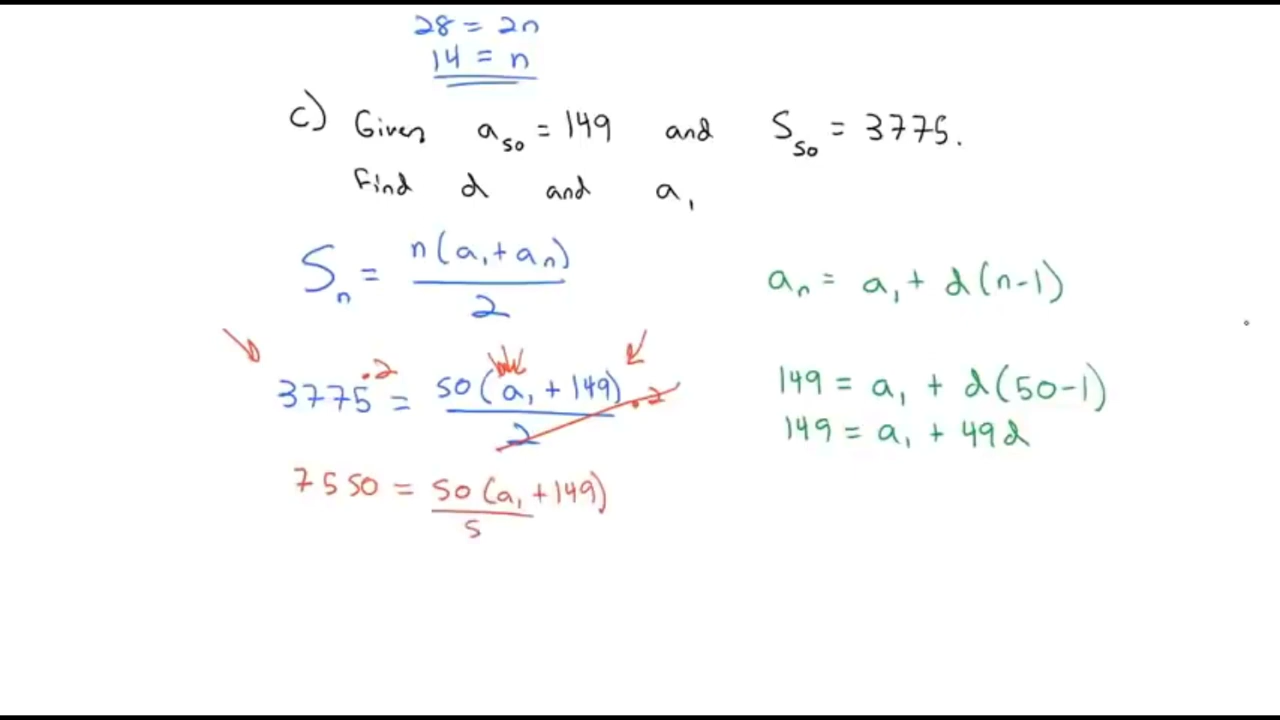 28 = 2n
14 = n
c) Given a₅₀ = 149 and S₅₀ = 3775.
Find d and a₁
Sₙ = n(a₁ + aₙ) / 2
aₙ = a₁ + d(n-1)
3775 · 2 = 50(a₁ + 149) / 2 · 2
149 = a₁ + d(50-1)
149 = a₁ + 49d
7550 = 50(a₁ + 149) / 5